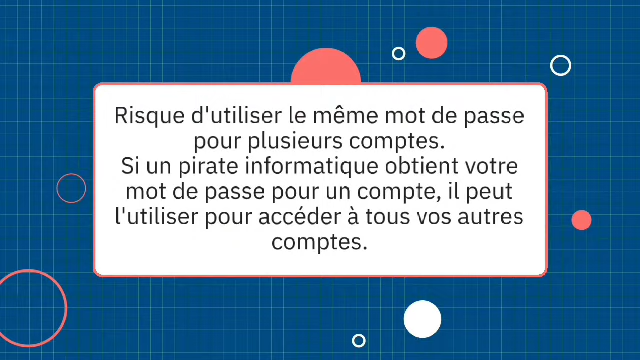 Risque d'utiliser le même mot de passe
pour plusieurs comptes.
Si un pirate informatique obtient votre
mot de passe pour un compte, il peut
l'utiliser pour accéder à tous vos autres
comptes.